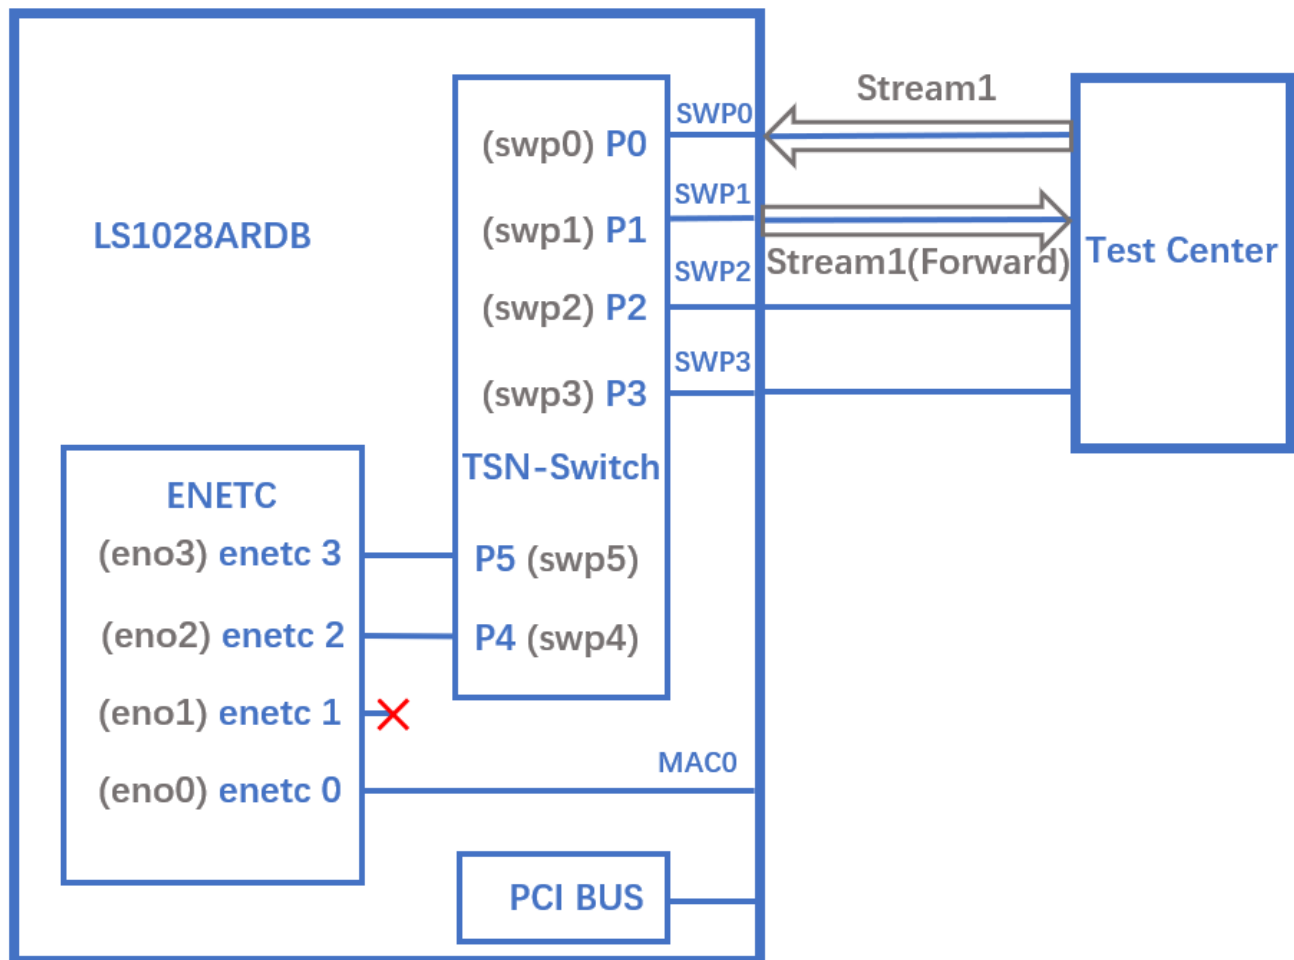 Stream1
SWP0
(swp0) P0
SWP1
(swp1) P1
LS1028ARDB
Test Center
Stream1(Forward)
SWP2
(swp2) P2
SWP3
(swp3) P3
TSN-Switch
ENETC
(eno3) enetc 3
P5 (swp5)
(eno2) enetc 2
P4 (swp4)
(eno1) enetc 1
MAC0
(eno0) enetc 0
PCI BUS